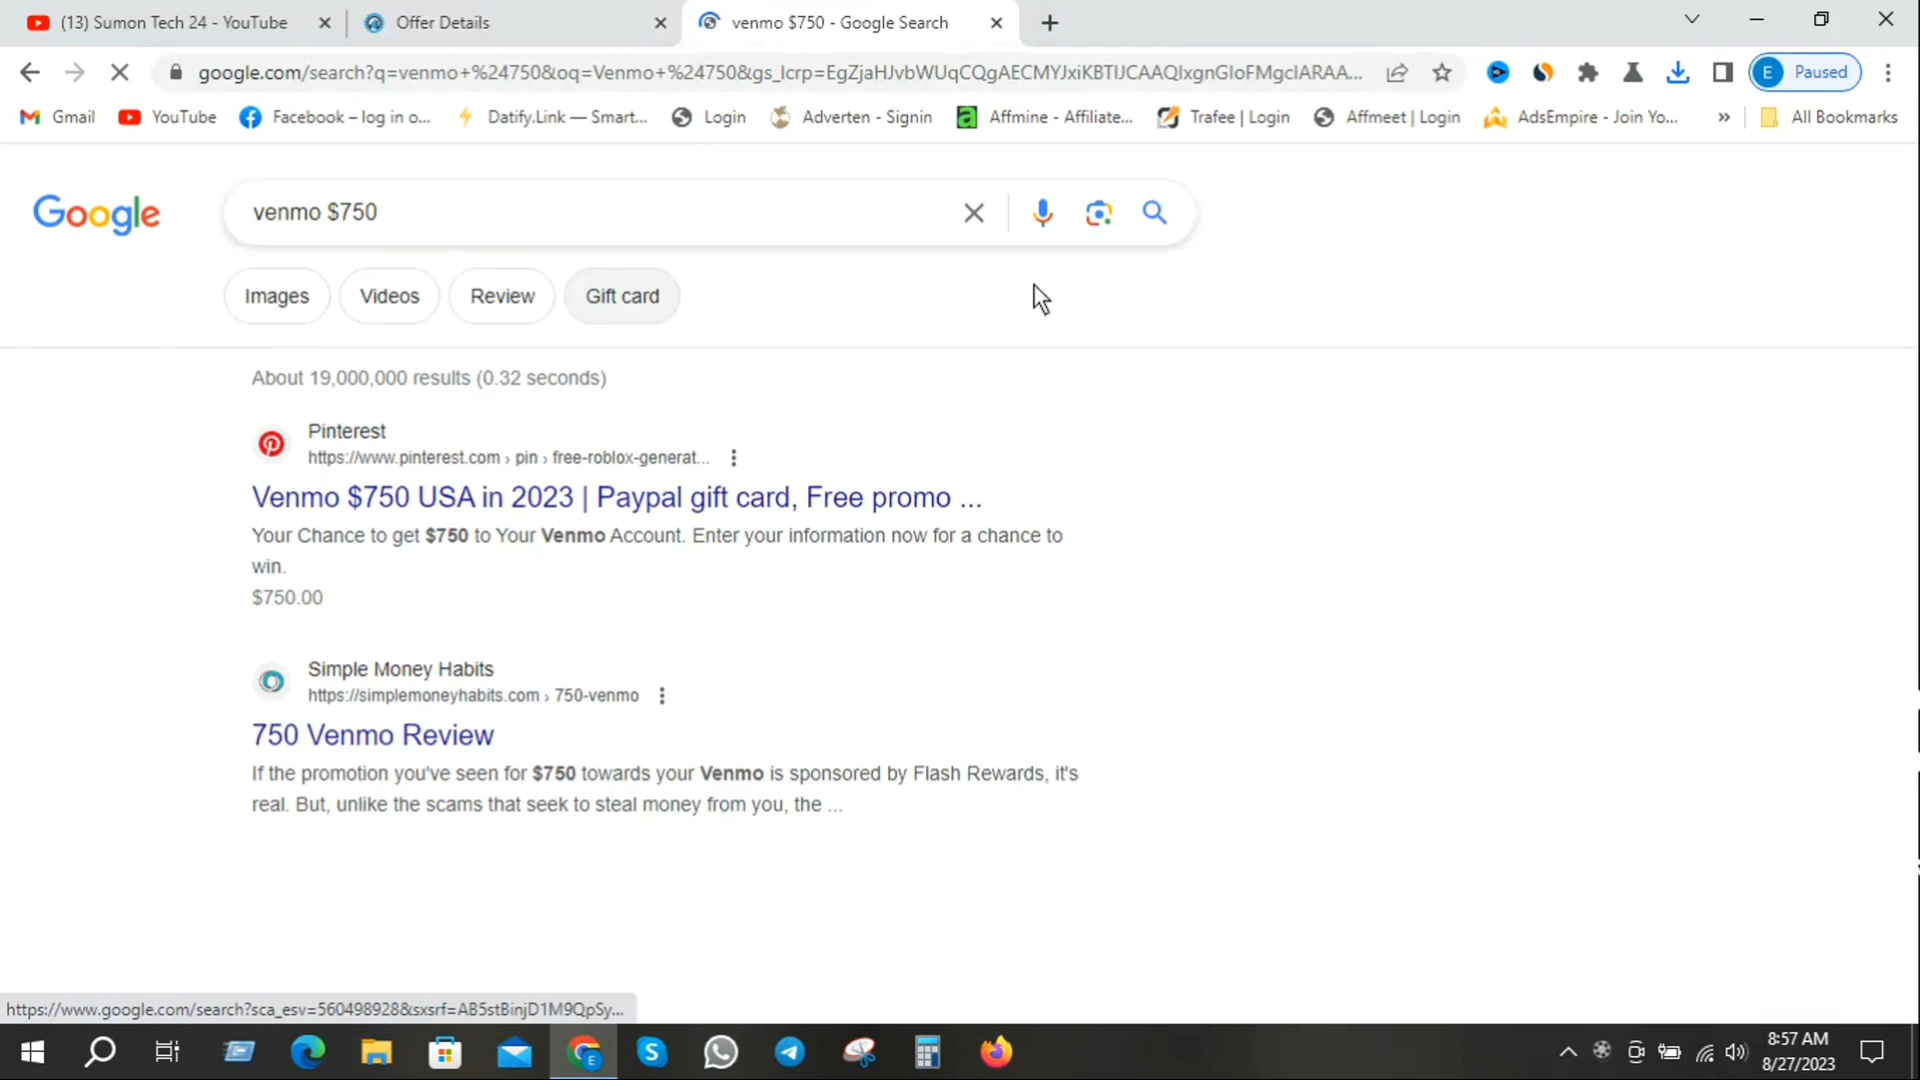 (13) Sumon Tech 24 - YouTube
Offer Details
venmo $750 - Google Search
google.com/search?q=venmo+%24750&oq=Venmo+%24750&gs_lcrp=EgZjaHJvbWUqCQgAECMYJxiKBTIJCAAQIxgnGIoFMgcIARAA...
E Paused
Gmail
YouTube
Facebook – log in o...
Datify.Link — Smart...
Login
Adverten - Signin
Affmine - Affiliate...
Trafee | Login
Affmeet | Login
AdsEmpire - Join Yo...
»
All Bookmarks
Google
venmo $750
Images
Videos
Review
Gift card
About 19,000,000 results (0.32 seconds)
Pinterest
https://www.pinterest.com › pin › free-roblox-generat...
Venmo $750 USA in 2023 | Paypal gift card, Free promo ...
Your Chance to get $750 to Your Venmo Account. Enter your information now for a chance to
win.
$750.00
Simple Money Habits
https://simplemoneyhabits.com › 750-venmo
750 Venmo Review
If the promotion you've seen for $750 towards your Venmo is sponsored by Flash Rewards, it's
real. But, unlike the scams that seek to steal money from you, the ...
https://www.google.com/search?sca_esv=560498928&sxsrf=AB5stBinjD1M9QpSy...
8:57 AM
8/27/2023